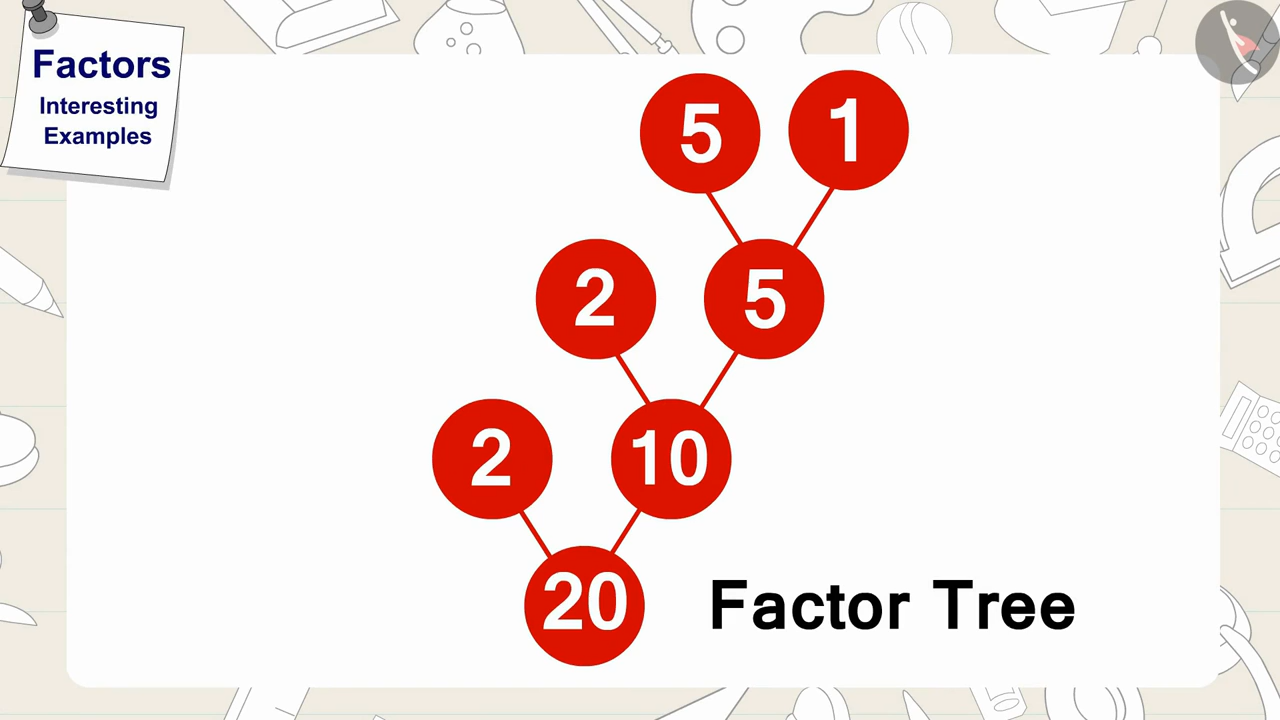 Factors
Interesting
Examples
5 1
2 5
2 10
20 Factor Tree